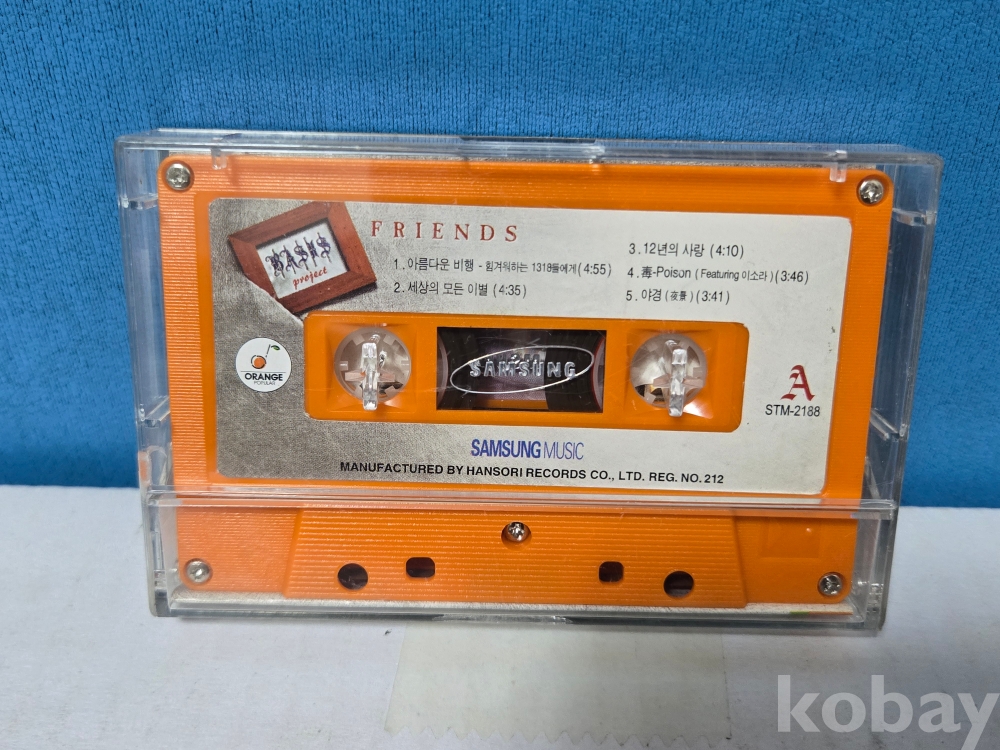 BASIS
project
FRIENDS
1. 아름다운 비행 - 힘겨워하는 1318들에게 (4:55)
2. 세상의 모든 이별 (4:35)
3. 12년의 사랑 (4:10)
4. 毒-Poison (Featuring 이소라) (3:46)
5. 야경 (夜景) (3:41)
ORANGE
POPULAR
SAMSUNG
A
STM-2188
SAMSUNG MUSIC
MANUFACTURED BY HANSORI RECORDS CO., LTD. REG. NO. 212
kobay